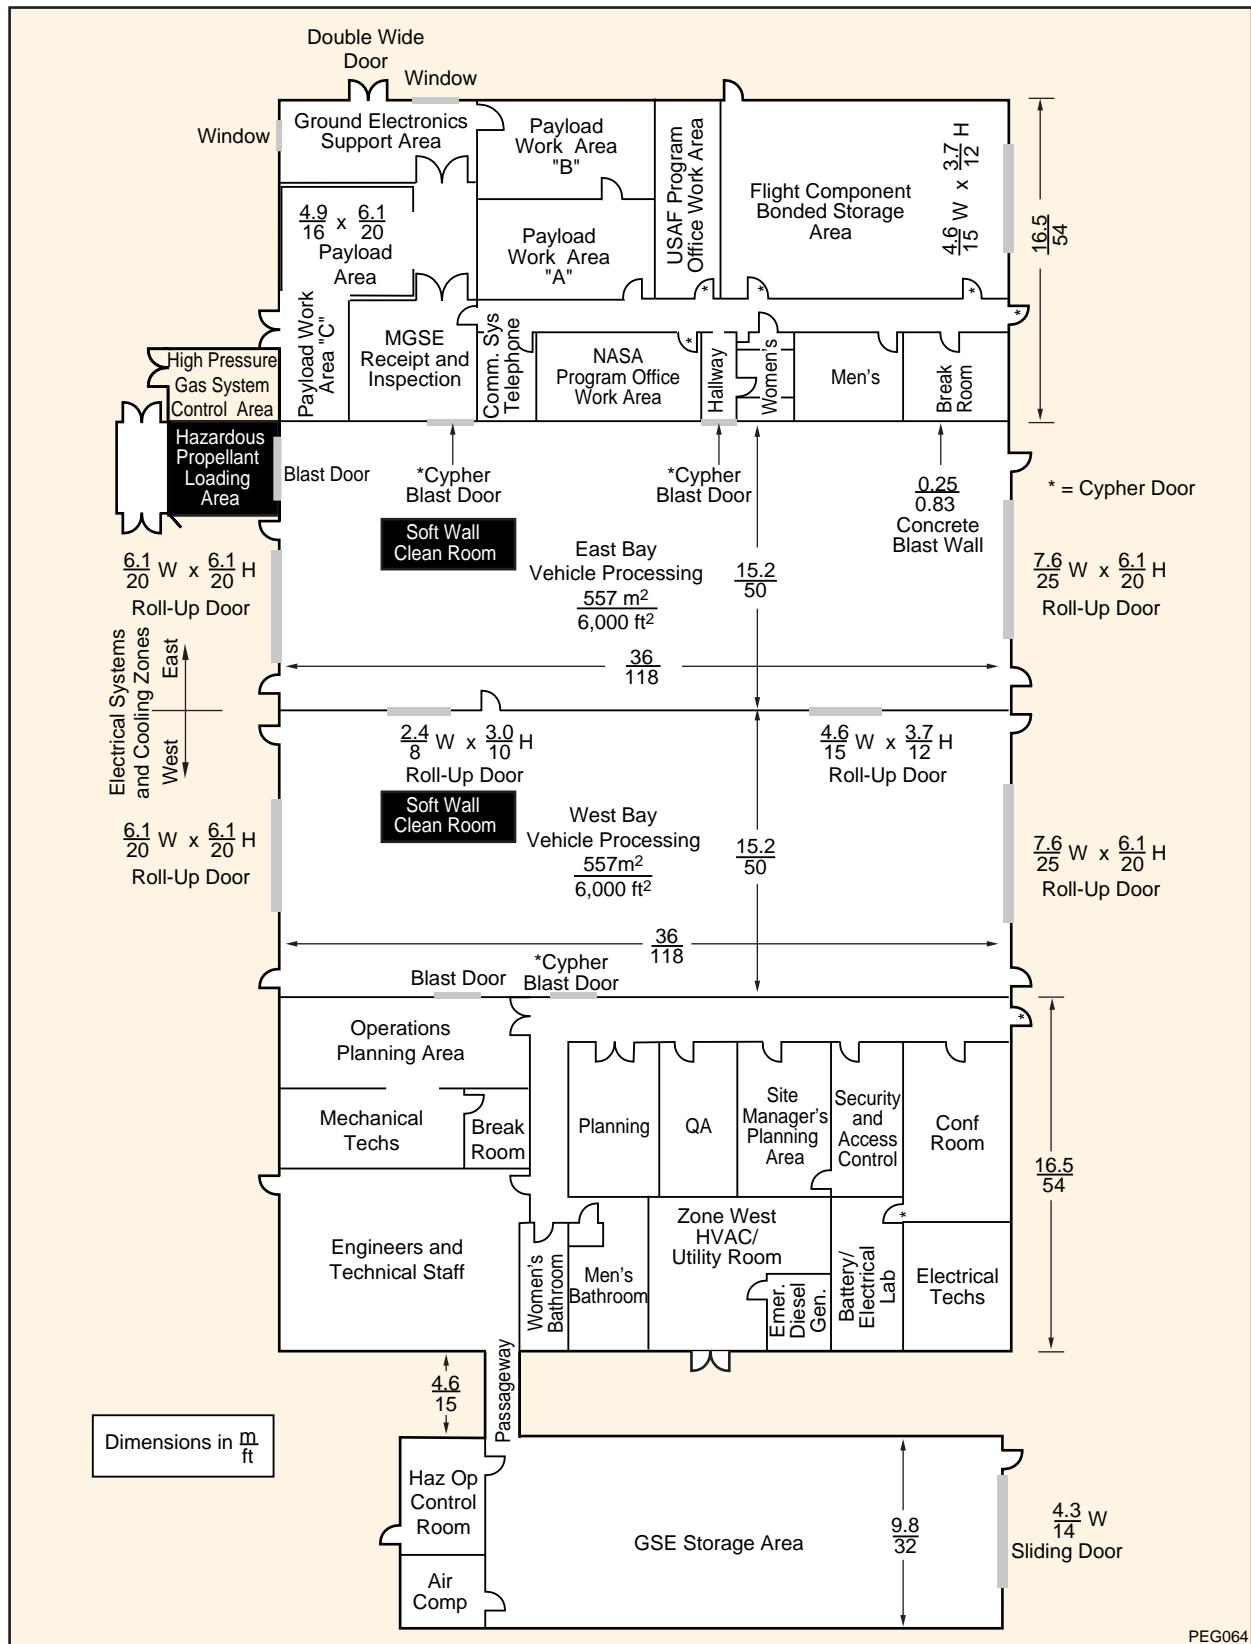 Double Wide
Door
Window
Window
Ground Electronics
Support Area
Payload
Work Area
"B"
USAF Program
Office Work Area
Flight Component
Bonded Storage
Area
4.6/15 W x 3.7/12 H
16.5/54
4.9/16 x 6.1/20
Payload
Area
Payload
Work Area
"A"
Payload Work
Area "C"
MGSE
Receipt and
Inspection
Comm. Sys
Telephone
*
*
*
*
*
NASA
Program Office
Work Area
Hallway
Women's
Men's
Break
Room
High Pressure
Gas System
Control Area
Hazardous
Propellant
Loading
Area
Blast Door
*Cypher
Blast Door
*Cypher
Blast Door
0.25/0.83
Concrete
Blast Wall
* = Cypher Door
Soft Wall
Clean Room
East Bay
Vehicle Processing
557 m²
6,000 ft²
15.2/50
6.1/20 W x 6.1/20 H
Roll-Up Door
7.6/25 W x 6.1/20 H
Roll-Up Door
36/118
Electrical Systems
and Cooling Zones
East
West
2.4/8 W x 3.0/10 H
Roll-Up Door
4.6/15 W x 3.7/12 H
Roll-Up Door
Soft Wall
Clean Room
West Bay
Vehicle Processing
557m²
6,000 ft²
15.2/50
6.1/20 W x 6.1/20 H
Roll-Up Door
7.6/25 W x 6.1/20 H
Roll-Up Door
36/118
Blast Door
*Cypher
Blast Door
*
Operations
Planning Area
Mechanical
Techs
Break
Room
Planning
QA
Site
Manager's
Planning
Area
Security
and
Access
Control
Conf
Room
16.5/54
*
Engineers and
Technical Staff
Women's
Bathroom
Men's
Bathroom
Zone West
HVAC/
Utility Room
Emer.
Diesel
Gen.
Battery/
Electrical
Lab
Electrical
Techs
4.6/15
Passageway
Dimensions in m/ft
Haz Op
Control
Room
Air
Comp
GSE Storage Area
9.8/32
4.3/14 W
Sliding Door
PEG064